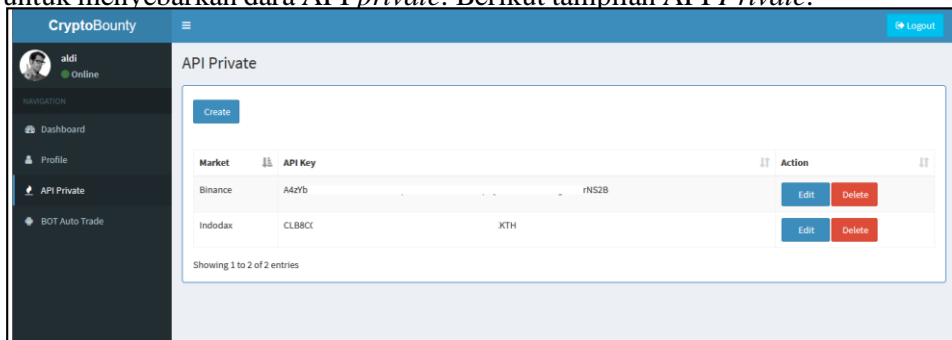 untuk menyebarkan dara API private. Berikut tampilan API Private.
CryptoBounty
Logout
aldi
Online
API Private
NAVIGATION
Create
Dashboard
Profile
API Private
BOT Auto Trade
Market API Key Action
Binance A4zYb rNS2B Edit Delete
Indodax CLB8C KTH Edit Delete
Showing 1 to 2 of 2 entries